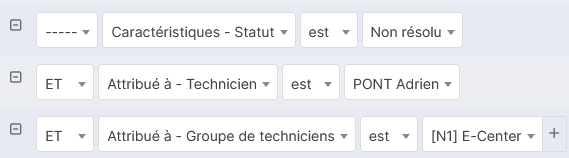 ----- Caractéristiques - Statut est Non résolu
ET Attribué à - Technicien est PONT Adrien
ET Attribué à - Groupe de techniciens est [N1] E-Center +